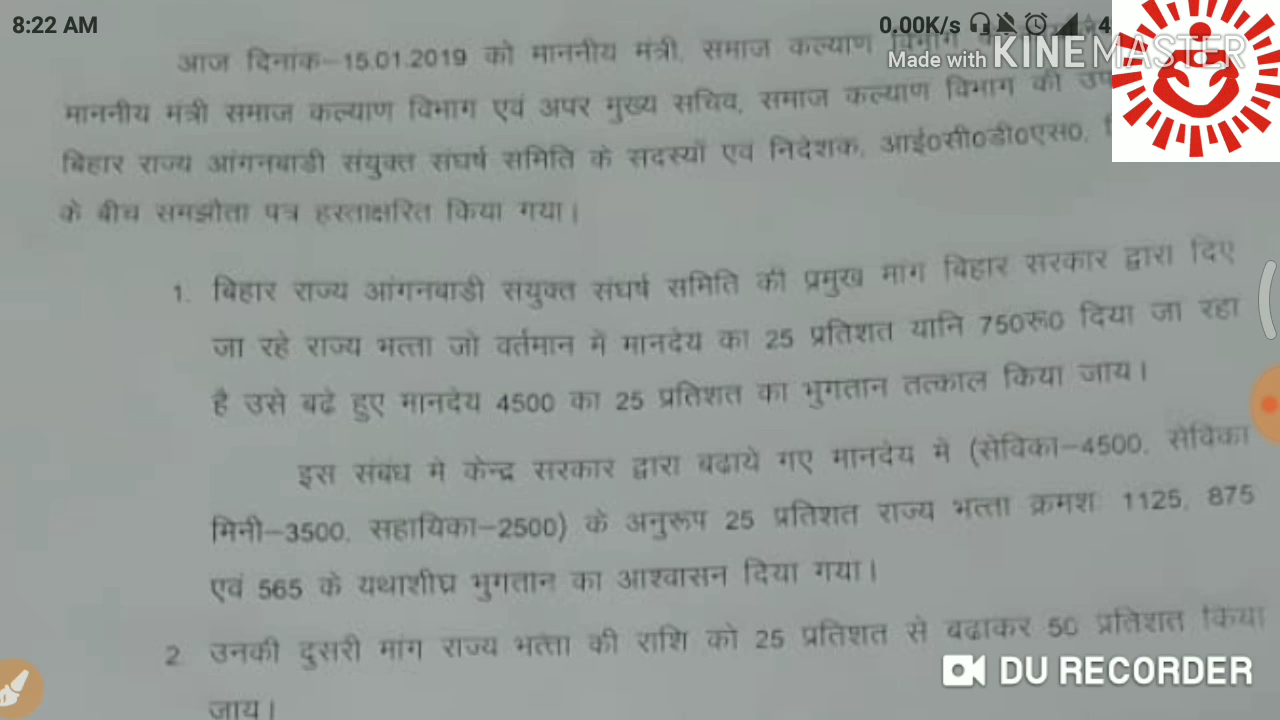 8:22 AM
0.00K/s 4
Made with KINEMASTER
आज दिनांक-15.01.2019 को माननीय मंत्री, समाज कल्याण विभाग
माननीय मंत्री समाज कल्याण विभाग एवं अपर मुख्य सचिव, समाज कल्याण विभाग की
बिहार राज्य आंगनबाडी संयुक्त संघर्ष समिति के सदस्यों एवं निदेशक, आई०सी०डी०एस०,
के बीच समझौता पत्र हस्ताक्षरित किया गया।
1. बिहार राज्य आंगनबाडी संयुक्त संघर्ष समिति की प्रमुख मांग बिहार सरकार द्वारा दिए
जा रहे राज्य भत्ता जो वर्तमान में मानदेय का 25 प्रतिशत यानि 750रू0 दिया जा रहा
है उसे बढे हुए मानदेय 4500 का 25 प्रतिशत का भुगतान तत्काल किया जाय।
इस संबंध मे केन्द्र सरकार द्वारा बढाये गए मानदेय में (सेविका-4500, सेविका
मिनी-3500, सहायिका-2500) के अनुरूप 25 प्रतिशत राज्य भत्ता क्रमश 1125, 875
एवं 565 के यथाशीघ्र भुगतान का आश्वासन दिया गया।
2. उनकी दुसरी मांग राज्य भत्ता की राशि को 25 प्रतिशत से बढाकर 50 प्रतिशत किया
जाय।
DU RECORDER